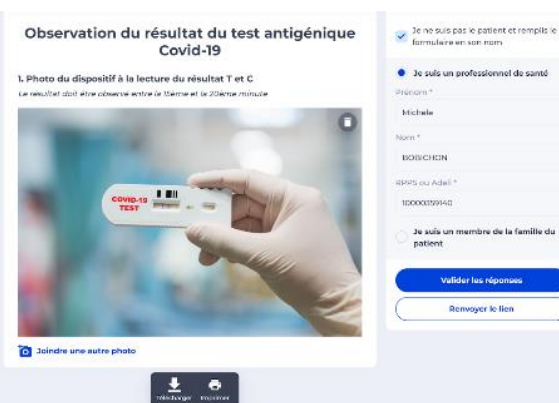 Observation du résultat du test antigénique
Covid-19
1. Photo du dispositif à la lecture du résultat T et C
Le résultat doit être observé entre la 15ème et la 20ème minute
COVID-19
TEST
Joindre une autre photo
Télécharger
Imprimer
Je ne suis pas le patient et remplis le
formulaire en son nom
Je suis un professionnel de santé
Prénom *
Michele
Nom *
BOBICHON
RPPS ou Adeli *
10000359140
Je suis un membre de la famille du
patient
Valider les réponses
Renvoyer le lien